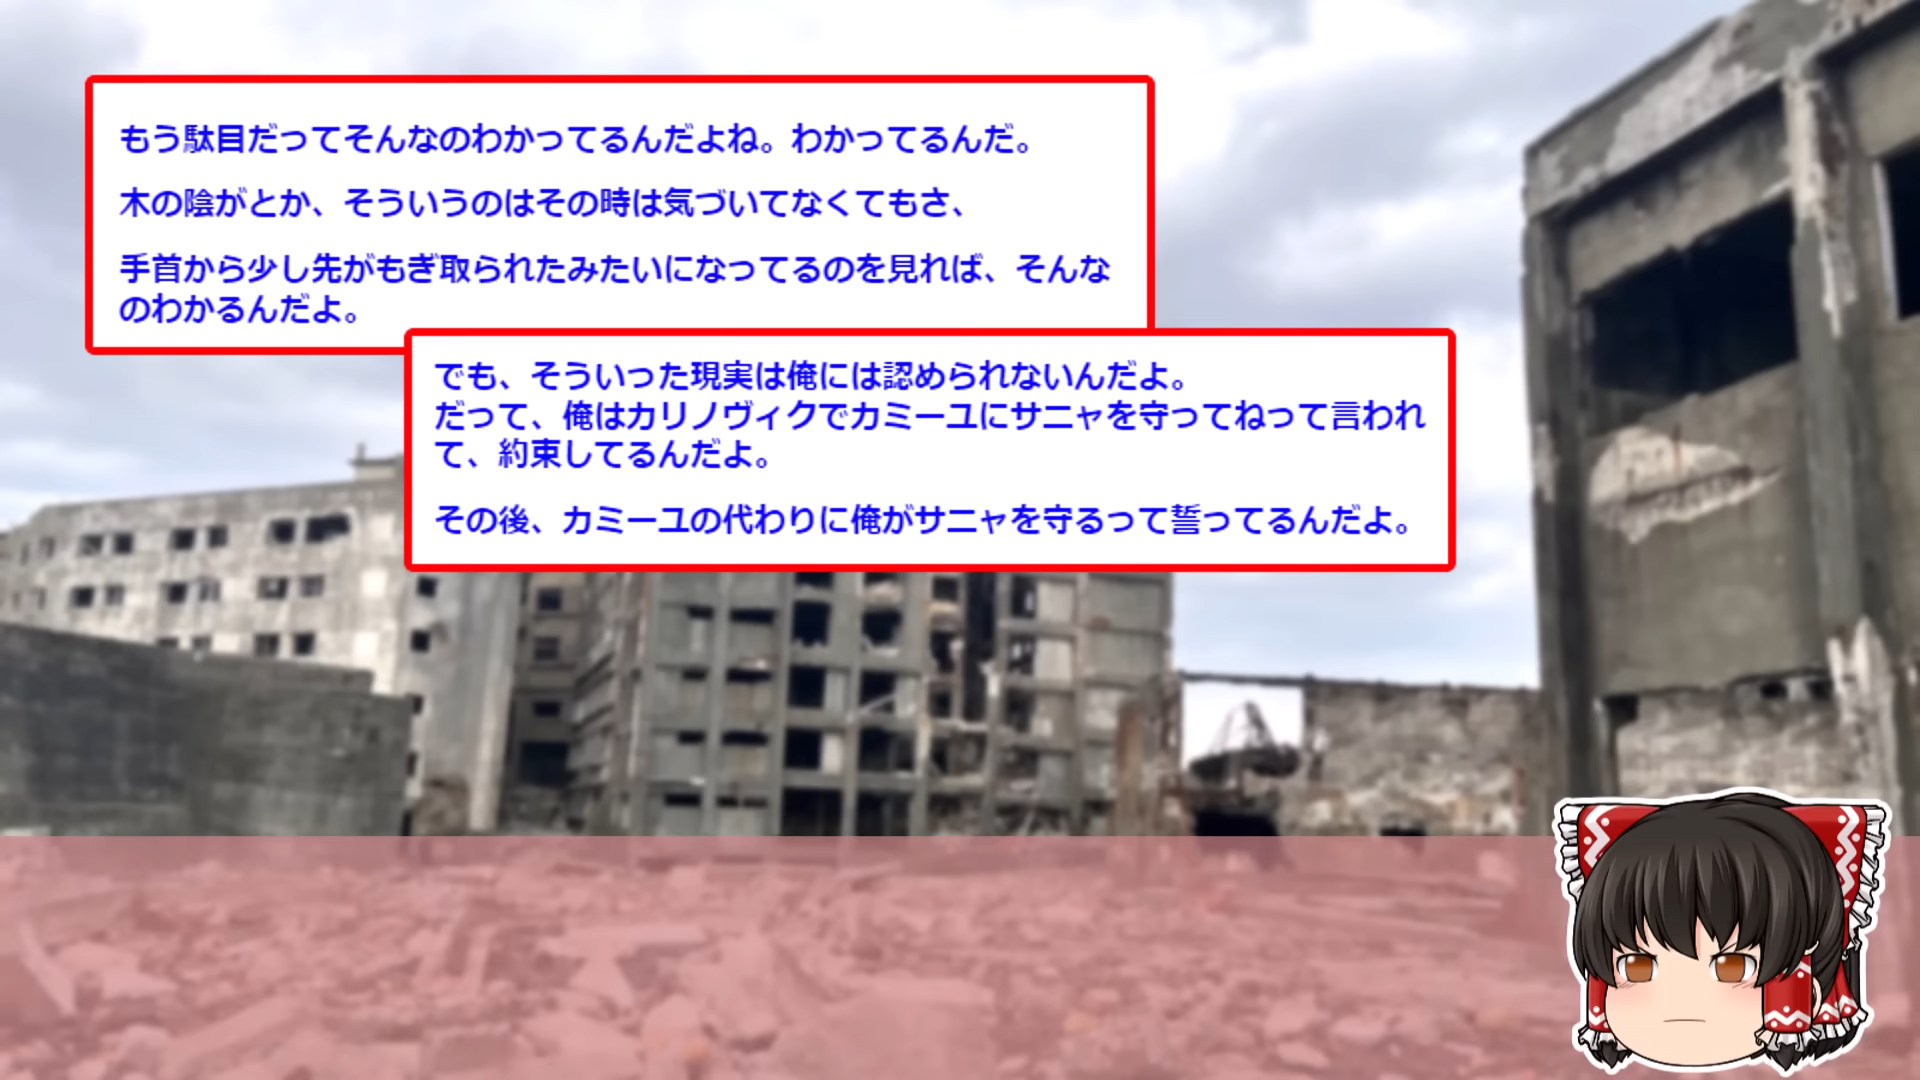 もう駄目だってそんなのわかってるんだよね。わかってるんだ。
木の陰がとか、そういうのはその時は気づいてなくてもさ、
手首から少し先がもぎ取られたみたいになってるのを見れば、そんな
のわかるんだよ。
でも、そういった現実は俺には認められないんだよ。
だって、俺はカリノヴィクでカミーユにサニャを守ってねって言われ
て、約束してるんだよ。
その後、カミーユの代わりに俺がサニャを守るって誓ってるんだよ。